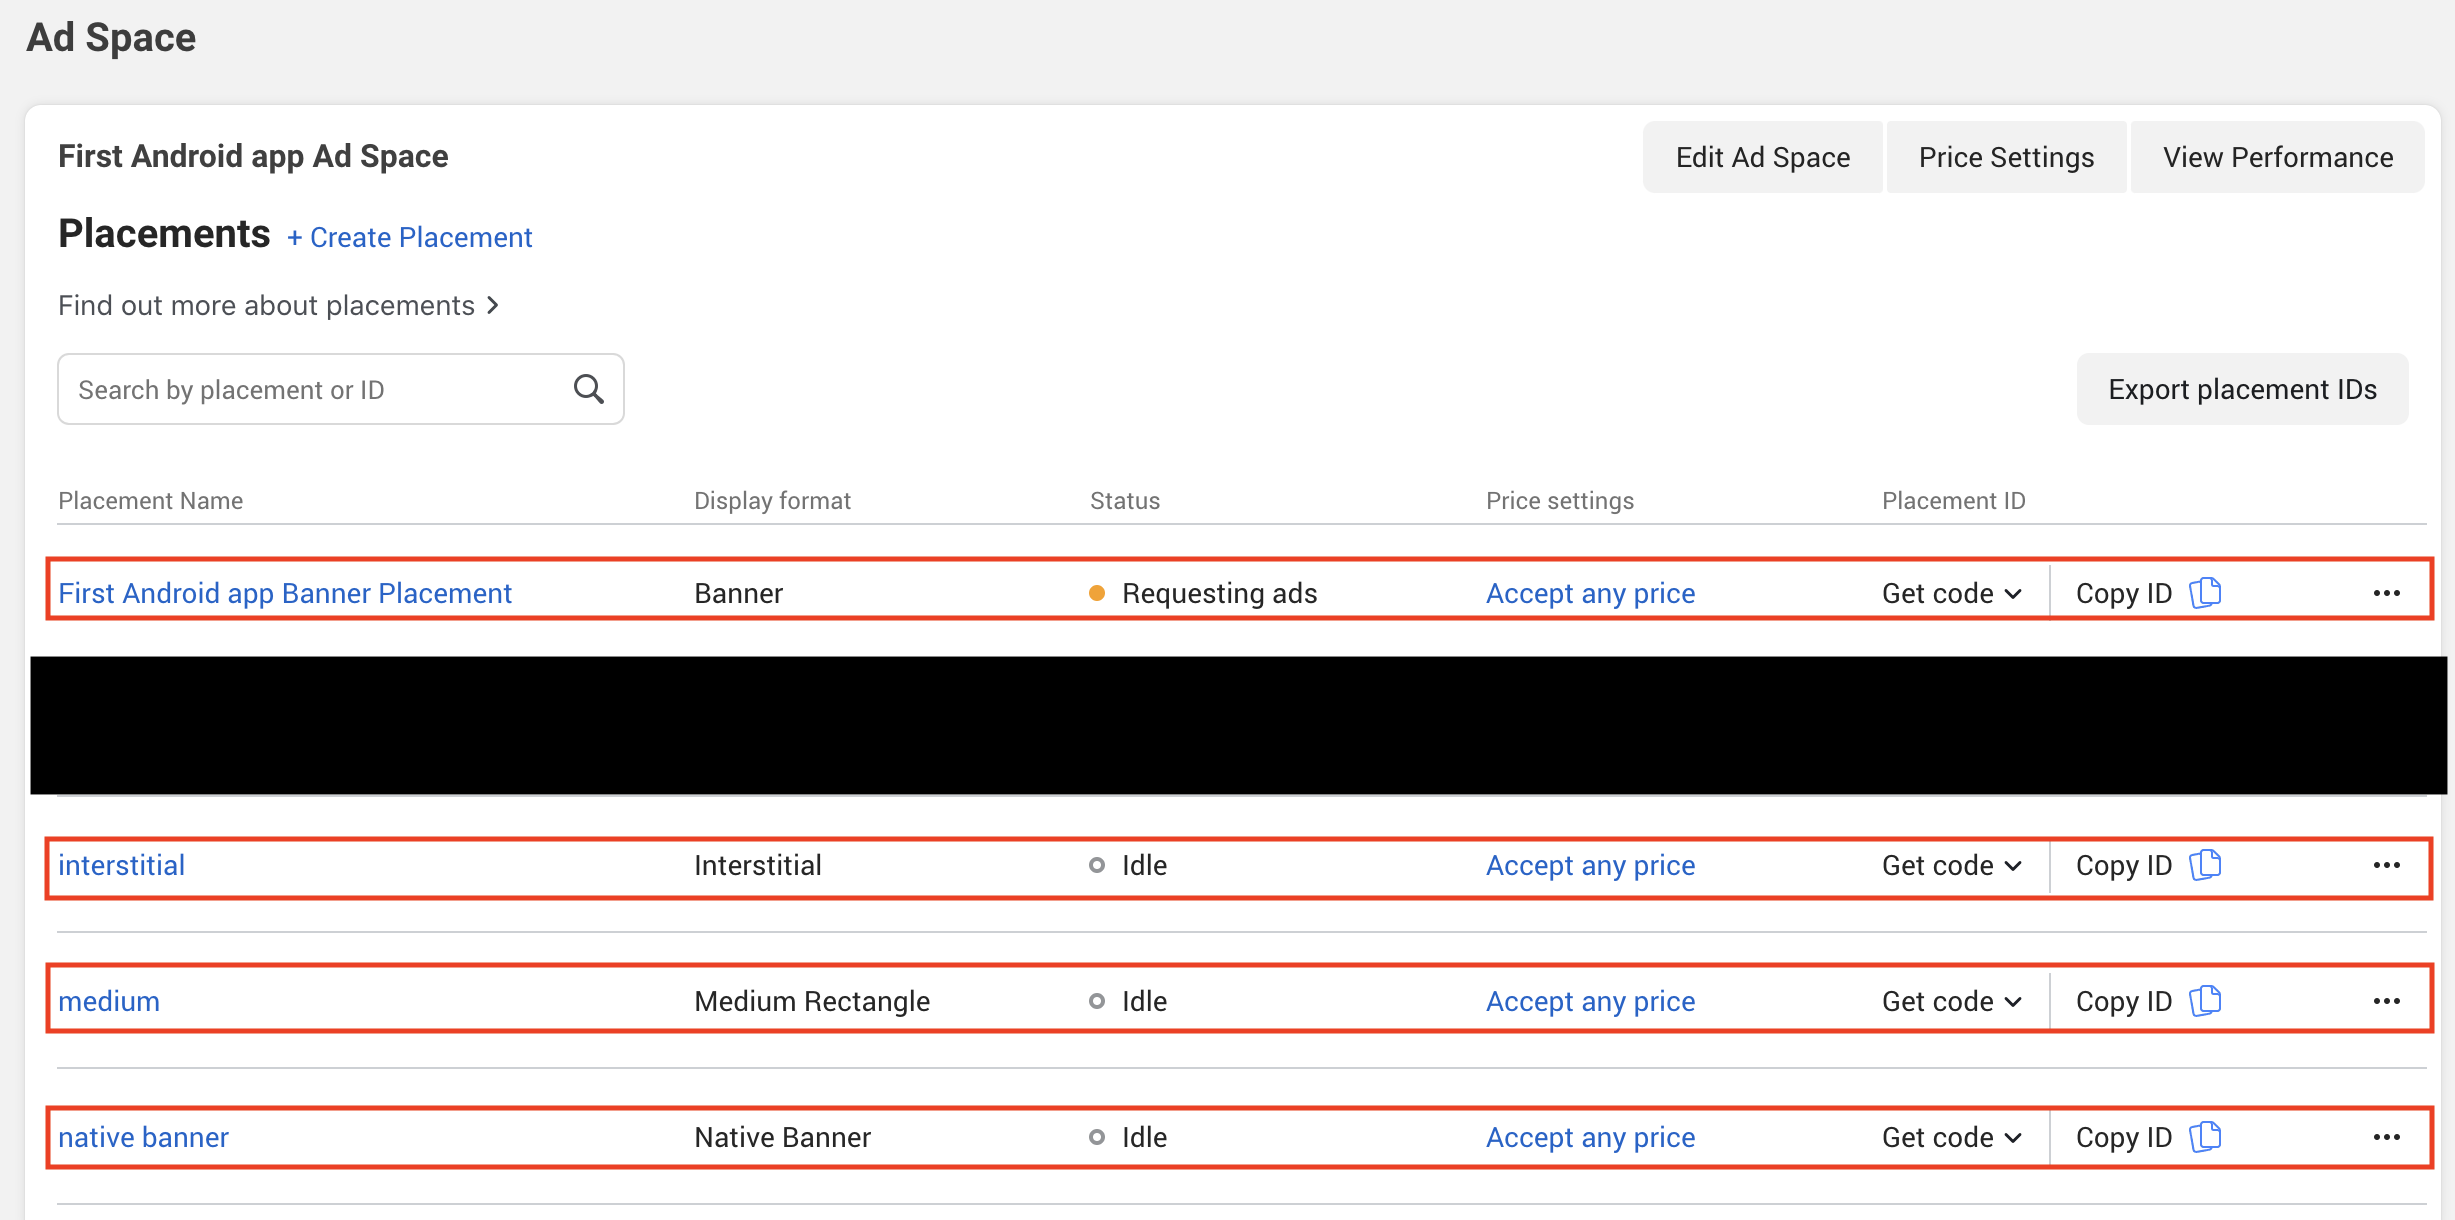 Ad Space
First Android app Ad Space
Edit Ad Space
Price Settings
View Performance
Placements + Create Placement
Find out more about placements
Search by placement or ID
Export placement IDs
Placement Name Display format Status Price settings Placement ID
First Android app Banner Placement Banner Requesting ads Accept any price Get code Copy ID
interstitial Interstitial Idle Accept any price Get code Copy ID
medium Medium Rectangle Idle Accept any price Get code Copy ID
native banner Native Banner Idle Accept any price Get code Copy ID